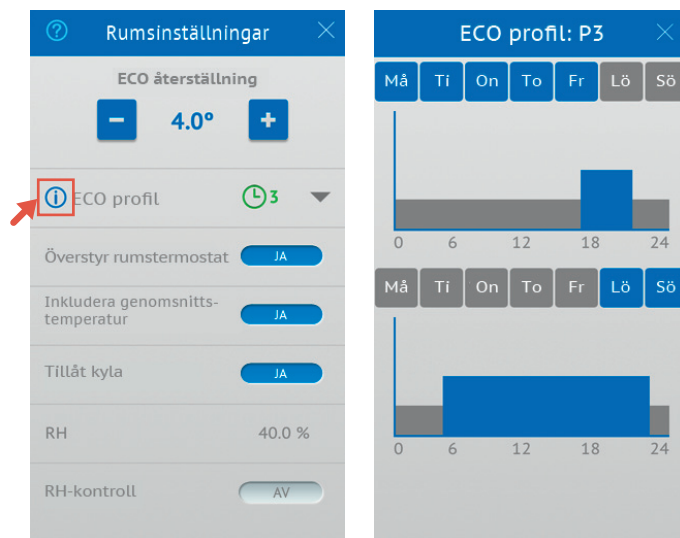 Rumsinställningar
ECO återställning
4.0°
ECO profil 3
Överstyr rumstermostat JA
Inkludera genomsnitts-
temperatur JA
Tillåt kyla JA
RH 40.0 %
RH-kontroll AV
ECO profil: P3
Må Ti On To Fr Lö Sö
0 6 12 18 24
Må Ti On To Fr Lö Sö
0 6 12 18 24